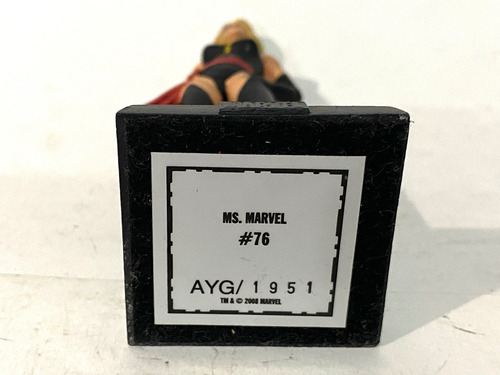 MS. MARVEL
#76
AYG/ 1951
TM & © 2008 MARVEL